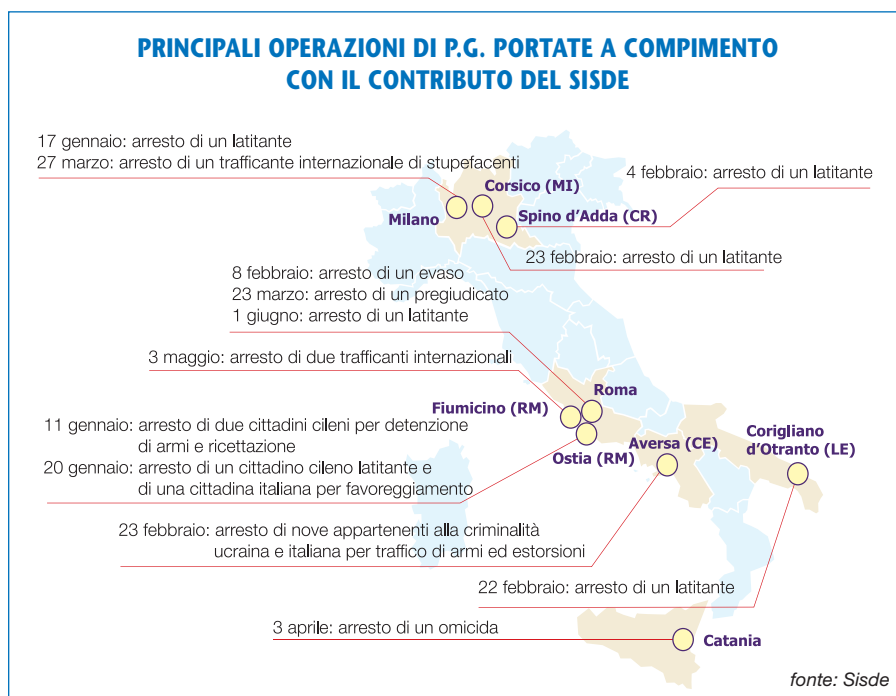 PRINCIPALI OPERAZIONI DI P.G. PORTATE A COMPIMENTO
CON IL CONTRIBUTO DEL SISDE
17 gennaio: arresto di un latitante
27 marzo: arresto di un trafficante internazionale di stupefacenti
4 febbraio: arresto di un latitante
Corsico (MI)
Milano
Spino d'Adda (CR)
23 febbraio: arresto di un latitante
8 febbraio: arresto di un evaso
23 marzo: arresto di un pregiudicato
1 giugno: arresto di un latitante
3 maggio: arresto di due trafficanti internazionali
Roma
Fiumicino (RM)
11 gennaio: arresto di due cittadini cileni per detenzione
di armi e ricettazione
20 gennaio: arresto di un cittadino cileno latitante e
di una cittadina italiana per favoreggiamento
Ostia (RM)
Aversa (CE)
Corigliano
d'Otranto (LE)
23 febbraio: arresto di nove appartenenti alla criminalità
ucraina e italiana per traffico di armi ed estorsioni
22 febbraio: arresto di un latitante
3 aprile: arresto di un omicida
Catania
fonte: Sisde